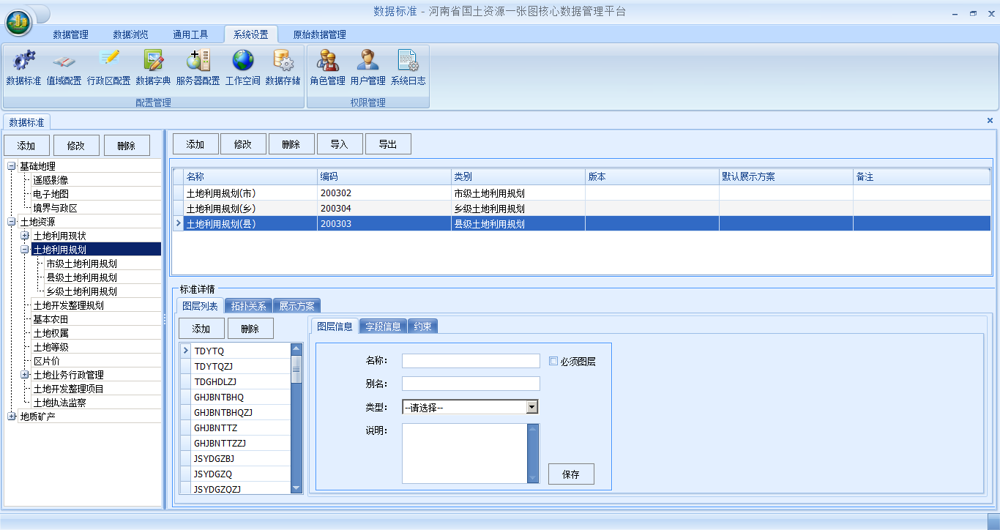 数据标准 - 河南省国土资源一张图核心数据管理平台
数据管理 数据浏览 通用工具 系统设置 原始数据管理
数据标准 值域配置 行政区配置 数据字典 服务器配置 工作空间 数据存储 角色管理 用户管理 系统日志
配置管理 权限管理
数据标准
添加 修改 删除
基础地理
遥感影像
电子地图
境界与政区
土地资源
土地利用现状
土地利用规划
市级土地利用规划
县级土地利用规划
乡级土地利用规划
土地开发整理规划
基本农田
土地权属
土地等级
区片价
土地业务行政管理
土地开发整理项目
土地执法监察
地质矿产
添加 修改 删除 导入 导出
名称 编码 类别 版本 默认展示方案 备注
土地利用规划(市) 200302 市级土地利用规划
土地利用规划(乡) 200304 乡级土地利用规划
土地利用规划(县) 200303 县级土地利用规划
标准详情
图层列表 拓扑关系 展示方案
添加 删除
TDYTQ
TDYTQZJ
TDGHDLZJ
GHJBNTBHQ
GHJBNTBHQZJ
GHJBNTTZ
GHJBNTTZZJ
JSYDGZBJ
JSYDGZQ
JSYDGZQZJ
图层信息 字段信息 约束
名称: 必须图层
别名:
类型: --请选择--
说明:
保存